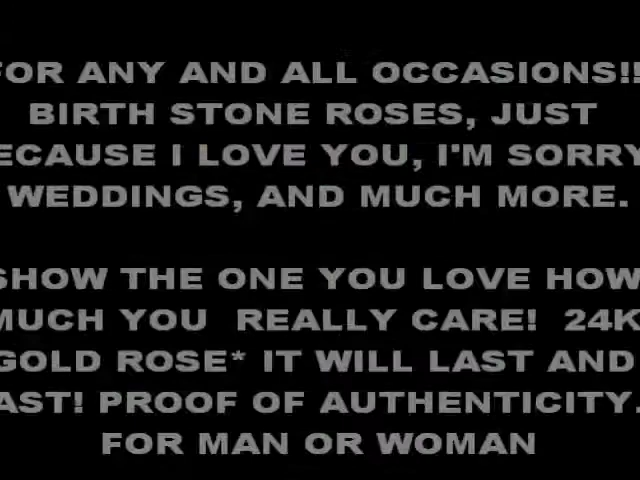 FOR ANY AND ALL OCCASIONS!!
BIRTH STONE ROSES, JUST
ECAUSE I LOVE YOU, I'M SORRY
WEDDINGS, AND MUCH MORE.
SHOW THE ONE YOU LOVE HOW
MUCH YOU REALLY CARE! 24K
GOLD ROSE* IT WILL LAST AND
AST! PROOF OF AUTHENTICITY.
FOR MAN OR WOMAN